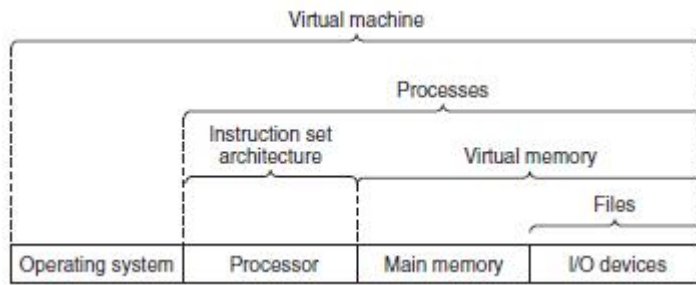 Virtual machine
Processes
Instruction set
architecture
Virtual memory
Files
Operating system
Processor
Main memory
I/O devices